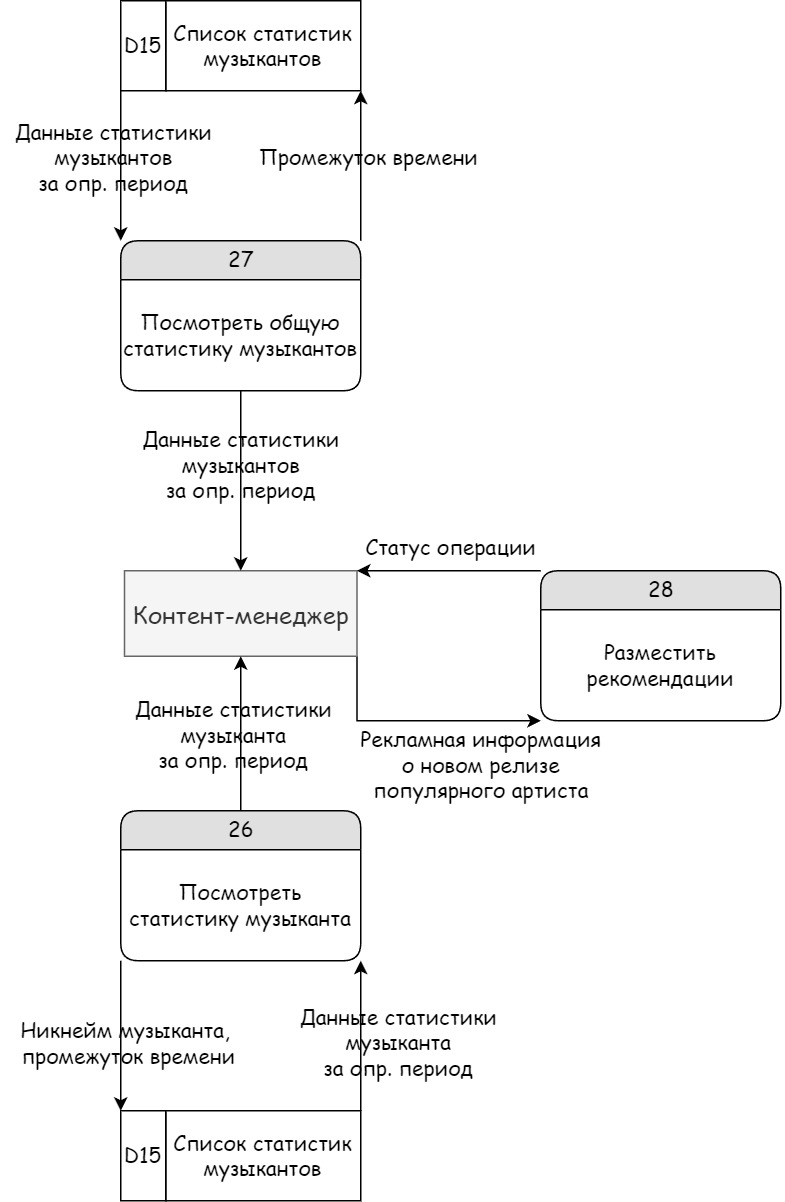 D15
Список статистик
музыкантов
Данные статистики
музыкантов
за опр. период
Промежуток времени
27
Посмотреть общую
статистику музыкантов
Данные статистики
музыкантов
за опр. период
Статус операции
Контент-менеджер
28
Разместить
рекомендации
Данные статистики
музыканта
за опр. период
Рекламная информация
о новом релизе
популярного артиста
26
Посмотреть
статистику музыканта
Никнейм музыканта,
промежуток времени
Данные статистики
музыканта
за опр. период
D15
Список статистик
музыкантов